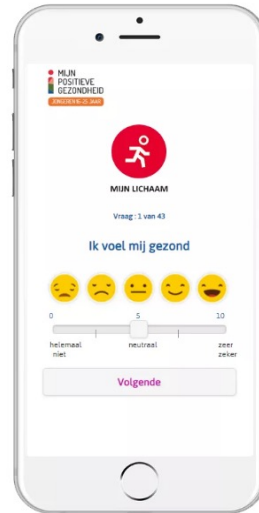 MIJN
POSITIEVE
GEZONDHEID
JONGEREN 16-25 JAAR
MIJN LICHAAM
Vraag : 1 van 43
Ik voel mij gezond
0 5 10
helemaal niet neutraal zeer zeker
Volgende